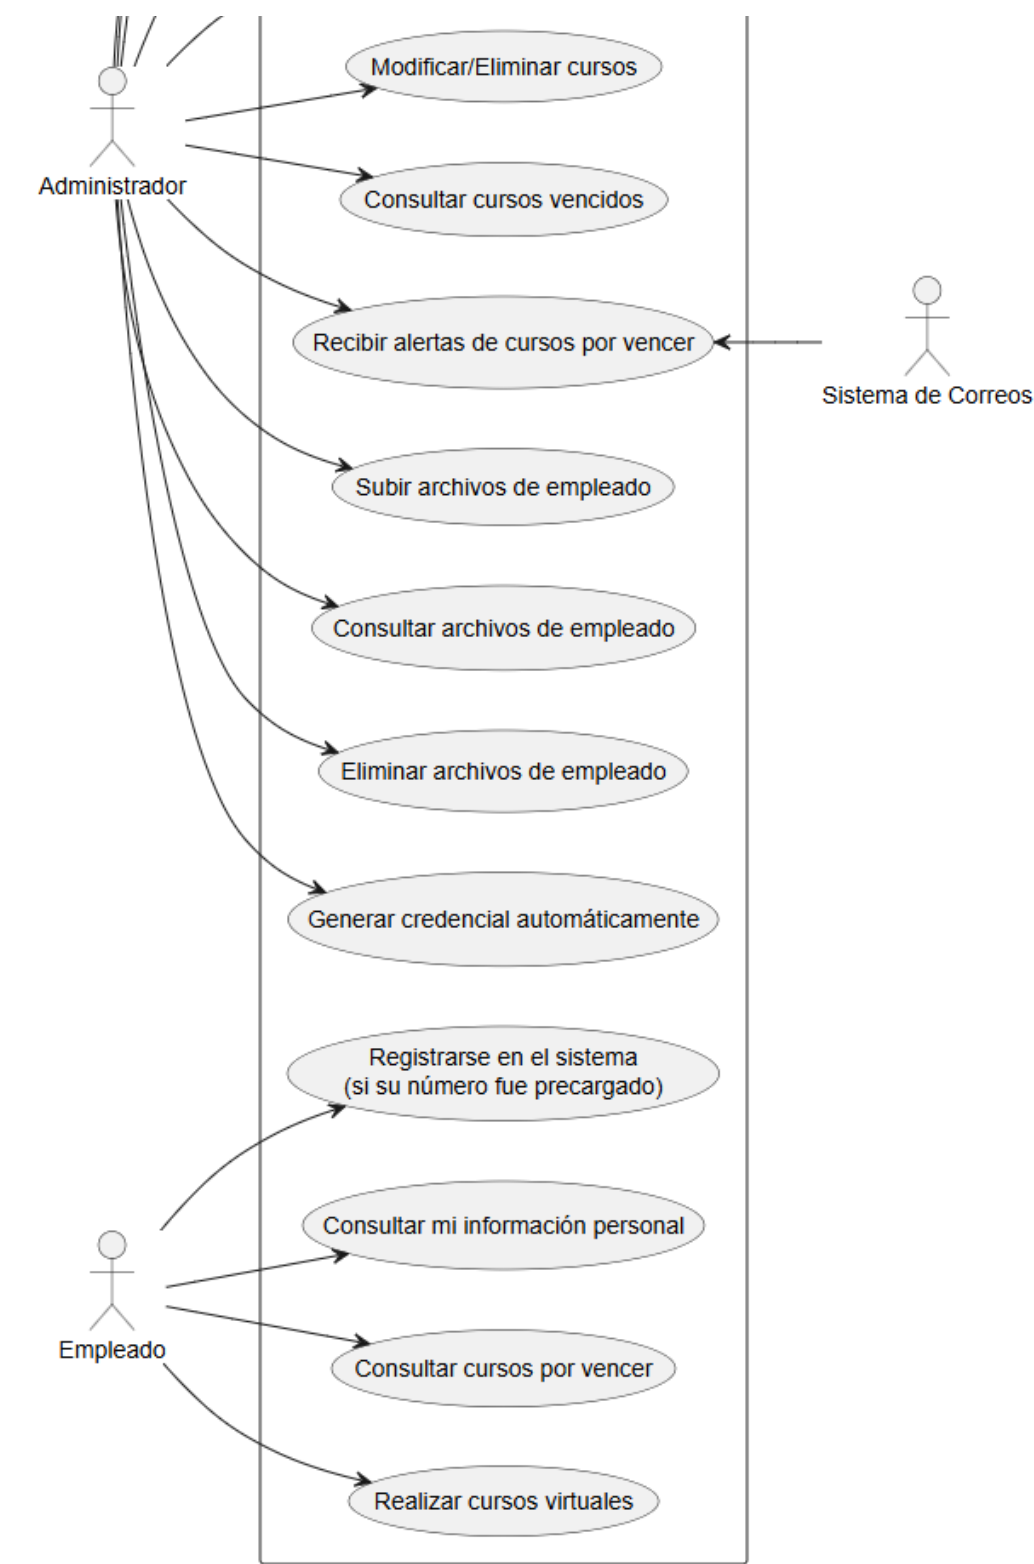 Modificar/Eliminar cursos
Administrador
Consultar cursos vencidos
Recibir alertas de cursos por vencer
Sistema de Correos
Subir archivos de empleado
Consultar archivos de empleado
Eliminar archivos de empleado
Generar credencial automáticamente
Registrarse en el sistema
(si su número fue precargado)
Consultar mi información personal
Empleado
Consultar cursos por vencer
Realizar cursos virtuales